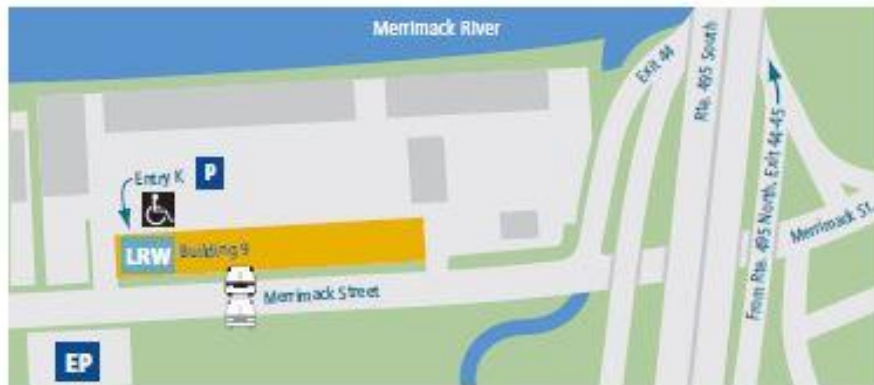 Merrimack River
Exit 44
Rte. 495 South
From Rte. 495 North, Exit 44-45
Entry K
P
LRW
Building 9
Merrimack St.
Merrimack Street
EP